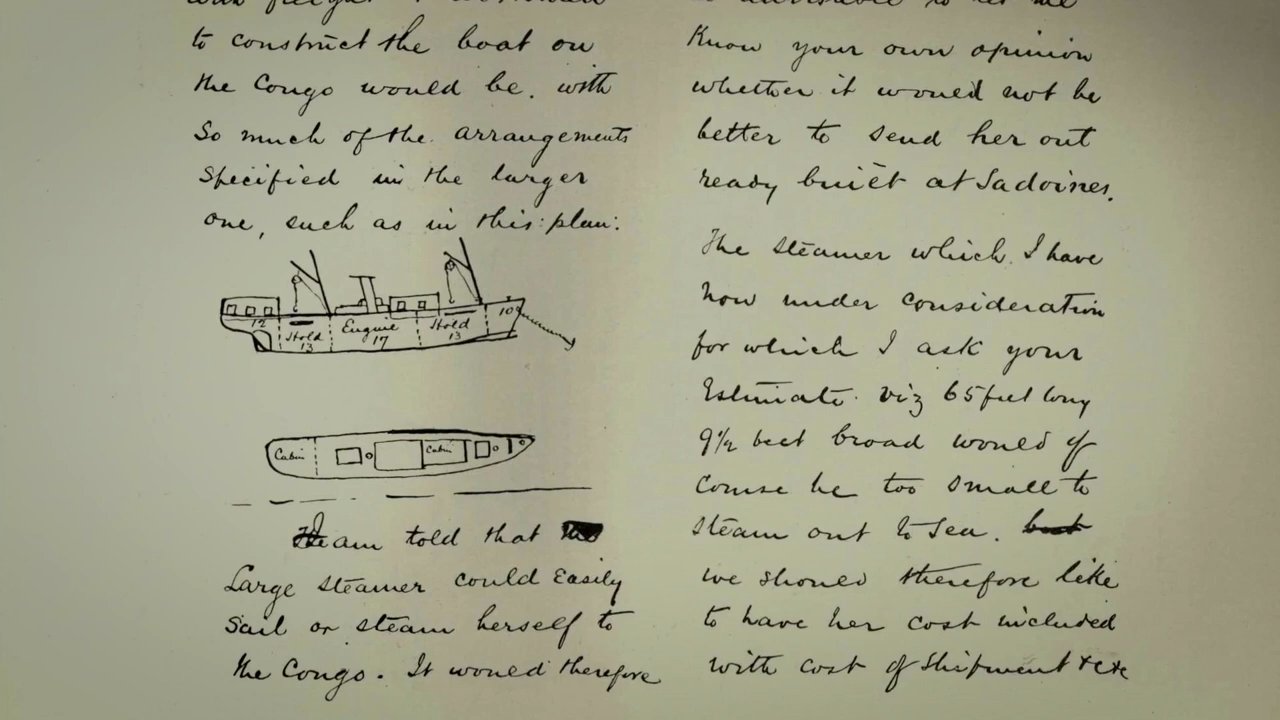 to construct the boat on
the Congo would be. with
so much of the arrangements
specified in the larger
one, such as in this plan:
12 Hold 13 Engine 17 Hold 13 10
Cabin Cabin
I am told that
Large steamer could Easily
Sail or steam herself to
the Congo. It would therefore
to let me
Know your own opinion
whether it would not be
better to send her out
ready built at Sadoines.
The steamer which I have
now under consideration
for which I ask your
Estimate. viz 65 feet long
9½ beet broad would of
course be too small to
steam out to Sea. but
we should therefore like
to have her cost included
with cost of shipment &c &c